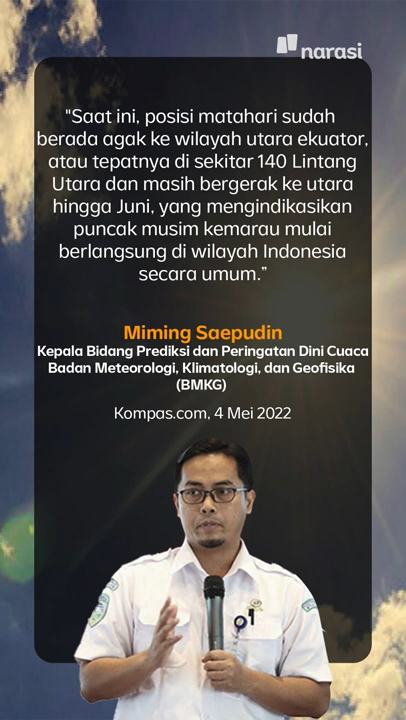 narasi
"Saat ini, posisi matahari sudah
berada agak ke wilayah utara ekuator,
atau tepatnya di sekitar 140 Lintang
Utara dan masih bergerak ke utara
hingga Juni, yang mengindikasikan
puncak musim kemarau mulai
berlangsung di wilayah Indonesia
secara umum."
Miming Saepudin
Kepala Bidang Prediksi dan Peringatan Dini Cuaca
Badan Meteorologi, Klimatologi, dan Geofisika
(BMKG)
Kompas.com, 4 Mei 2022